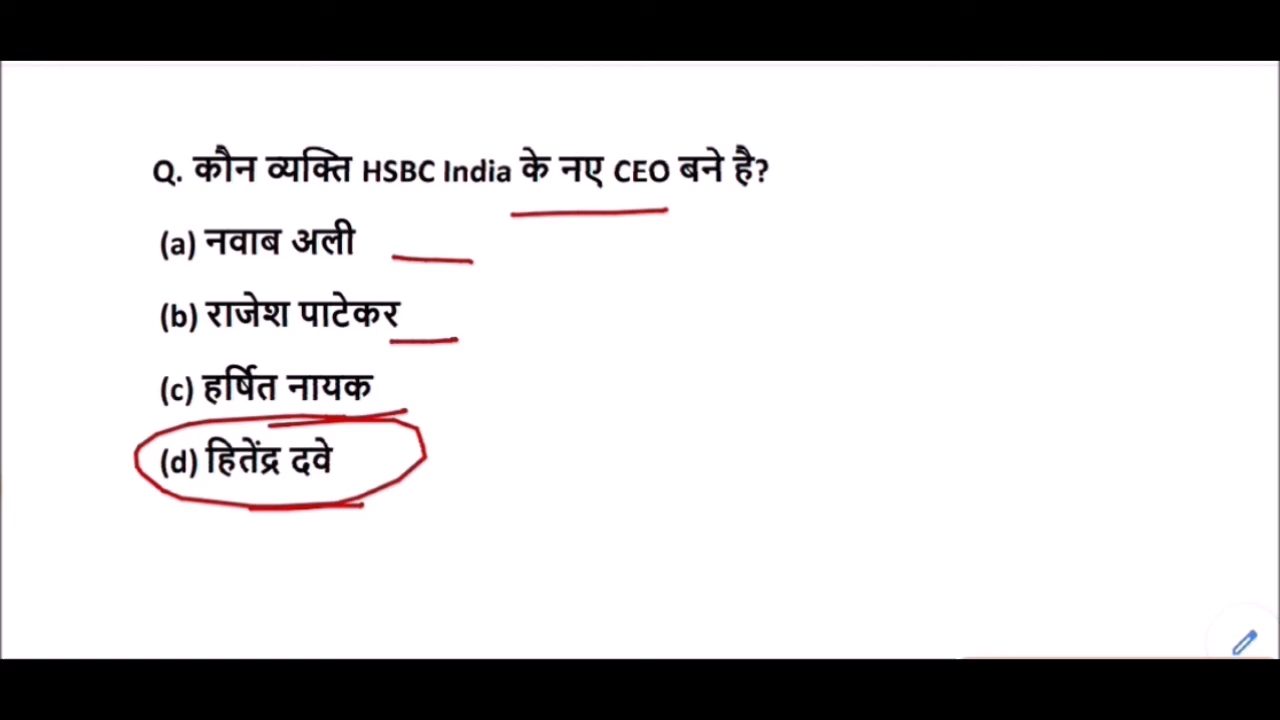 Q. कौन व्यक्ति HSBC India के नए CEO बने है?
(a) नवाब अली
(b) राजेश पाटेकर
(c) हर्षित नायक
(d) हितेंद्र दवे